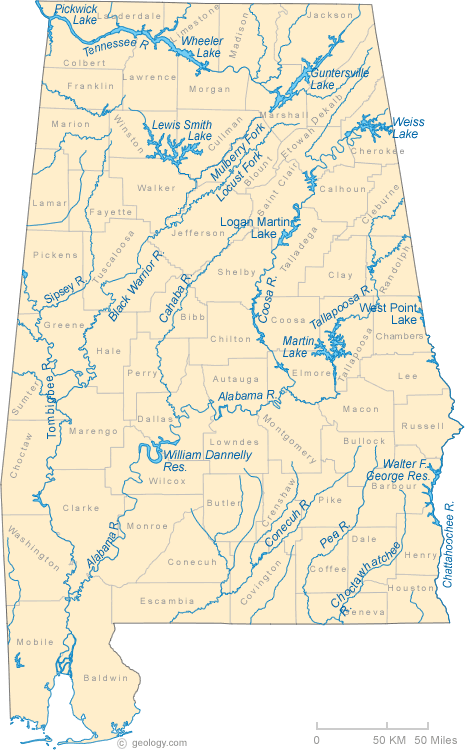 Pickwick
Lake
Lauderdale
Limestone
Madison
Jackson
Tennessee R.
Wheeler
Lake
Colbert
Lawrence
Franklin
Morgan
Guntersville
Lake
Marshall
DeKalb
Marion
Winston
Lewis Smith
Lake
Cullman
Mulberry Fork
Locust Fork
Blount
Etowah
Weiss
Lake
Cherokee
Walker
Saint Clair
Calhoun
Cleburne
Lamar
Fayette
Jefferson
Logan Martin
Lake
Talladega
Pickens
Tuscaloosa
Sipsey R.
Black Warrior R.
Cahaba R.
Shelby
Coosa R.
Clay
Randolph
Greene
Bibb
Chilton
Coosa
Tallapoosa R.
West Point
Lake
Chambers
Martin
Lake
Tallapoosa
Hale
Perry
Autauga
Elmore
Lee
Sumter
Tombigbee R.
Alabama R.
Macon
Russell
Marengo
Dallas
Lowndes
Montgomery
Bullock
Choctaw
William Dannelly
Res.
Wilcox
Walter F.
George Res.
Barbour
Clarke
Butler
Crenshaw
Pike
Conecuh R.
Pea R.
Washington
Alabama R.
Monroe
Dale
Henry
Chattahoochee R.
Conecuh
Covington
Coffee
Choctawhatchee
R.
Houston
Escambia
Geneva
Mobile
Baldwin
0 50 KM 50 Miles
© geology.com